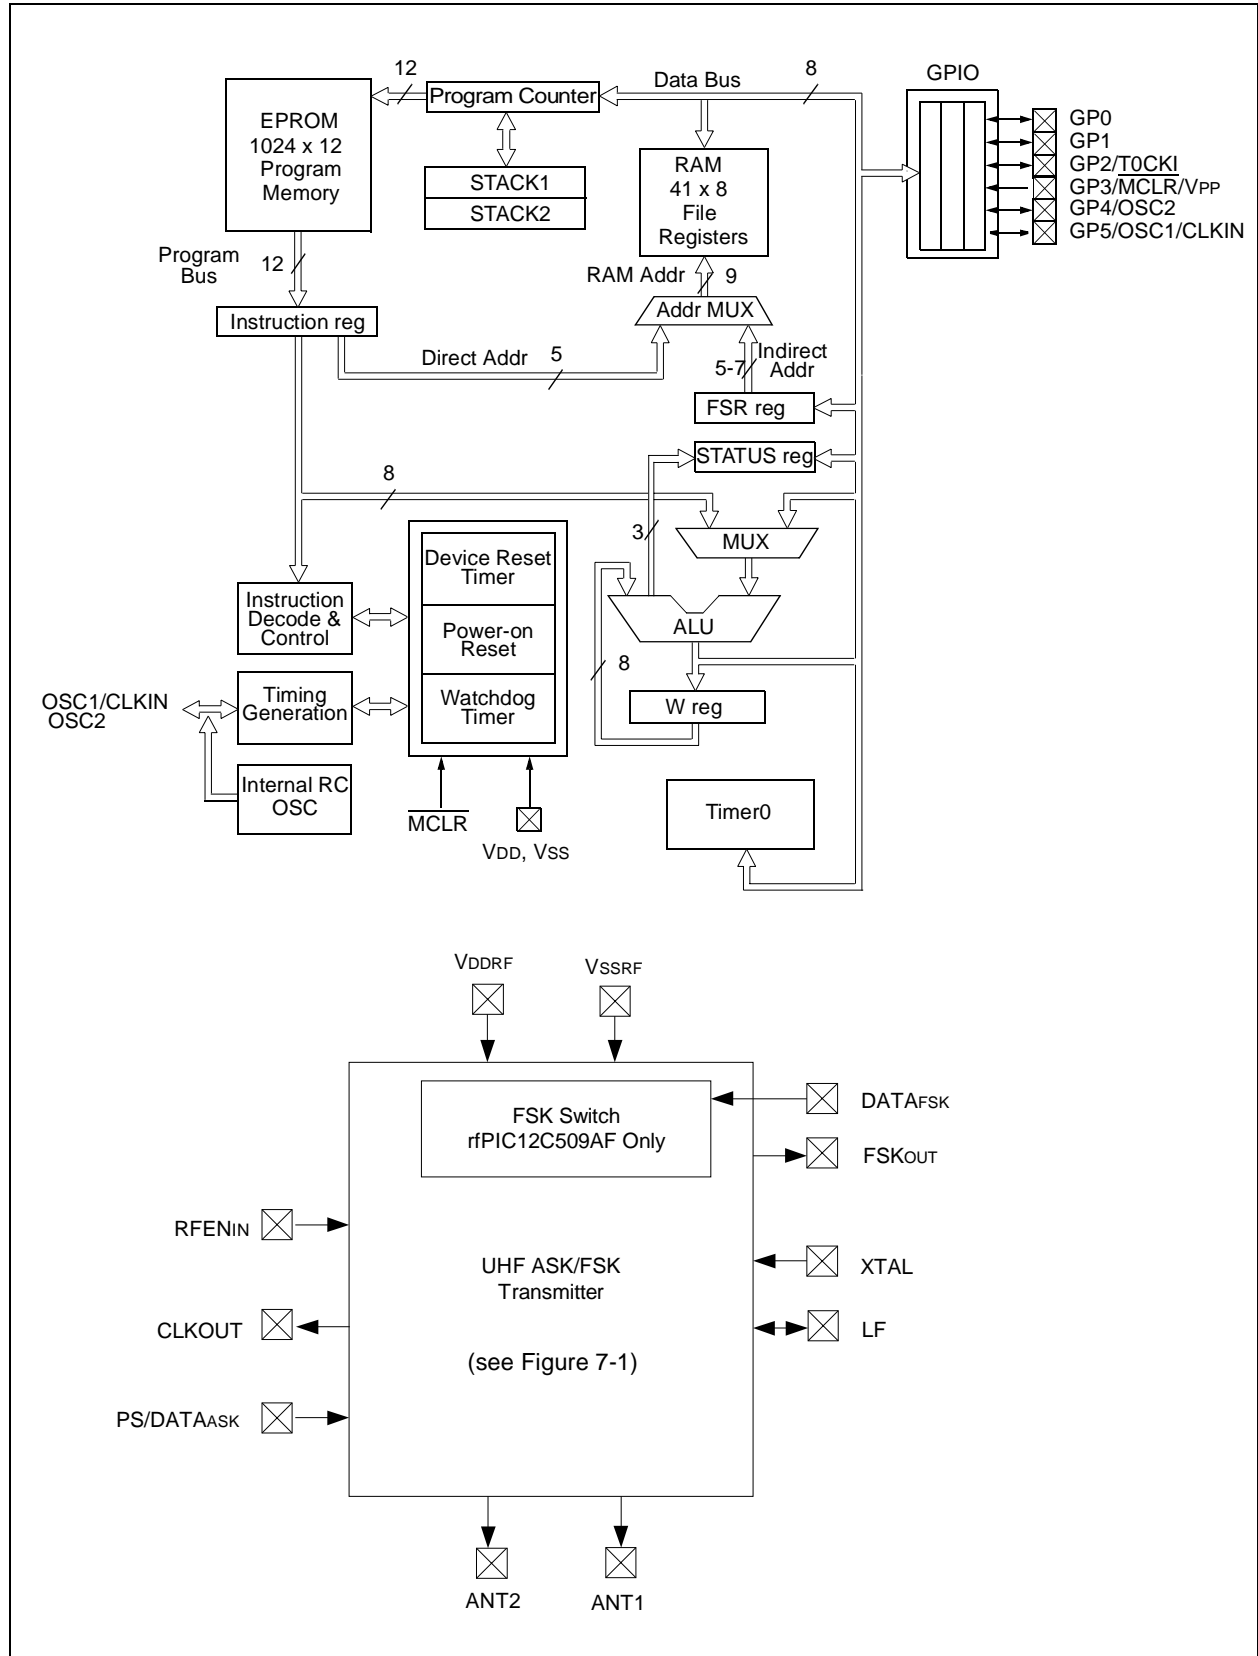 12
Data Bus
8
GPIO
EPROM
1024 x 12
Program
Memory
Program Counter
STACK1
STACK2
RAM
41 x 8
File
Registers
GP0
GP1
GP2/T0CKI
GP3/MCLR/VPP
GP4/OSC2
GP5/OSC1/CLKIN
Program
Bus
12
RAM Addr
9
Addr MUX
Instruction reg
Direct Addr
5
5-7
Indirect
Addr
FSR reg
STATUS reg
8
3
MUX
Device Reset
Timer
Power-on
Reset
Watchdog
Timer
Instruction
Decode &
Control
ALU
8
W reg
OSC1/CLKIN
OSC2
Timing
Generation
Internal RC
OSC
MCLR
VDD, VSS
Timer0
VDDRF
VSSRF
FSK Switch
rfPIC12C509AF Only
DATAFSK
FSKOUT
RFENIN
UHF ASK/FSK
Transmitter
XTAL
CLKOUT
LF
(see Figure 7-1)
PS/DATAASK
ANT2
ANT1